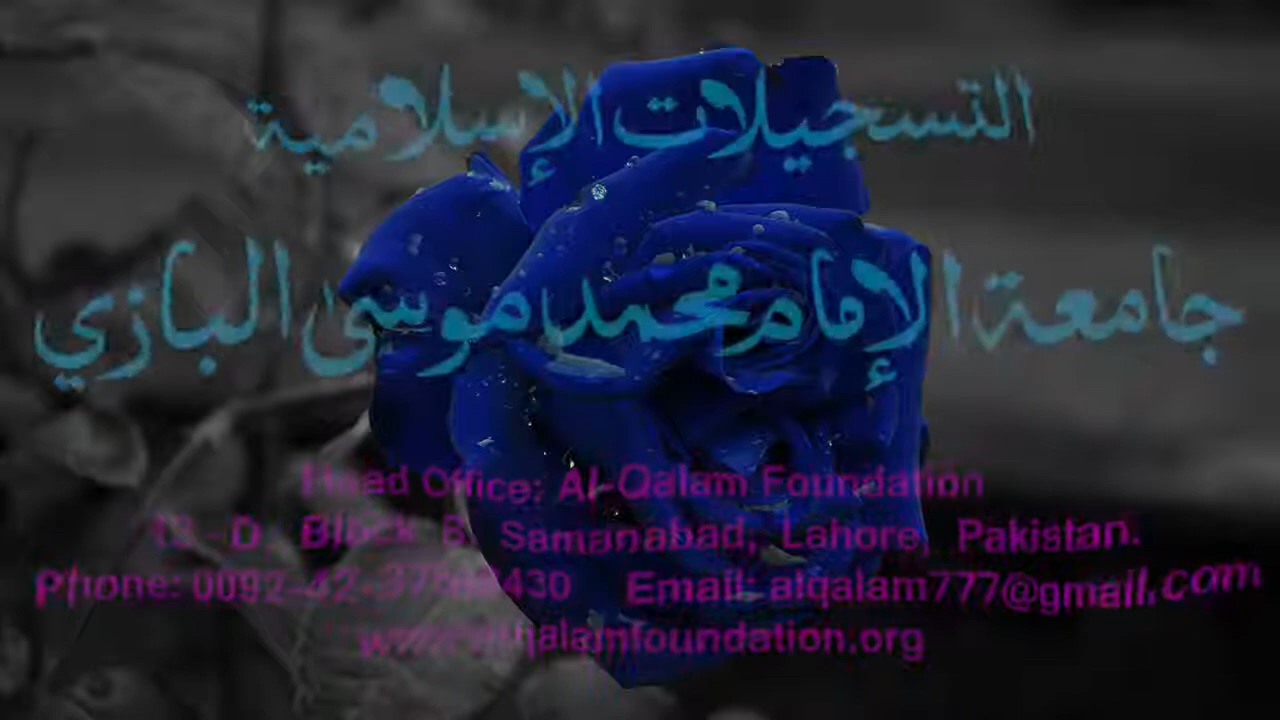 التسجيلات الإسلامية
جامعة الإمام محمد موسى البازي
Head Office: Al-Qalam Foundation
13-D Block B, Samanabad, Lahore, Pakistan.
Phone: Email: alqalam777@gmail.com